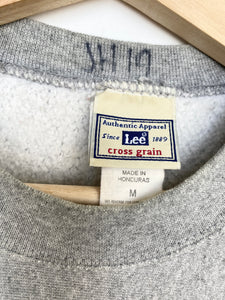 Authentic Apparel
Since Lee 1889
cross grain
MADE IN
HONDURAS
M